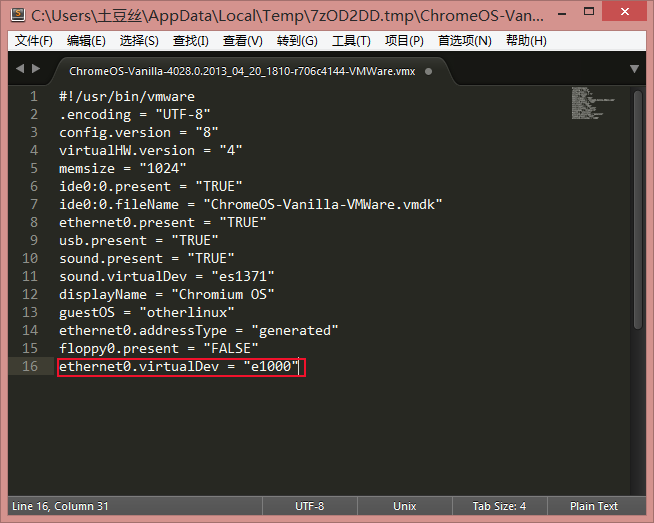 C:\Users\土豆丝\AppData\Local\Temp\7zOD2DD.tmp\ChromeOS-Van...
文件(F) 编辑(E) 选择(S) 查找(I) 查看(V) 转到(G) 工具(T) 项目(P) 首选项(N) 帮助(H)
ChromeOS-Vanilla-4028.0.2013_04_20_1810-r706c4144-VMWare.vmx
1 #!/usr/bin/vmware
2 .encoding = "UTF-8"
3 config.version = "8"
4 virtualHW.version = "4"
5 memsize = "1024"
6 ide0:0.present = "TRUE"
7 ide0:0.fileName = "ChromeOS-Vanilla-VMWare.vmdk"
8 ethernet0.present = "TRUE"
9 usb.present = "TRUE"
10 sound.present = "TRUE"
11 sound.virtualDev = "es1371"
12 displayName = "Chromium OS"
13 guestOS = "otherlinux"
14 ethernet0.addressType = "generated"
15 floppy0.present = "FALSE"
16 ethernet0.virtualDev = "e1000"
Line 16, Column 31 UTF-8 Unix Tab Size: 4 Plain Text